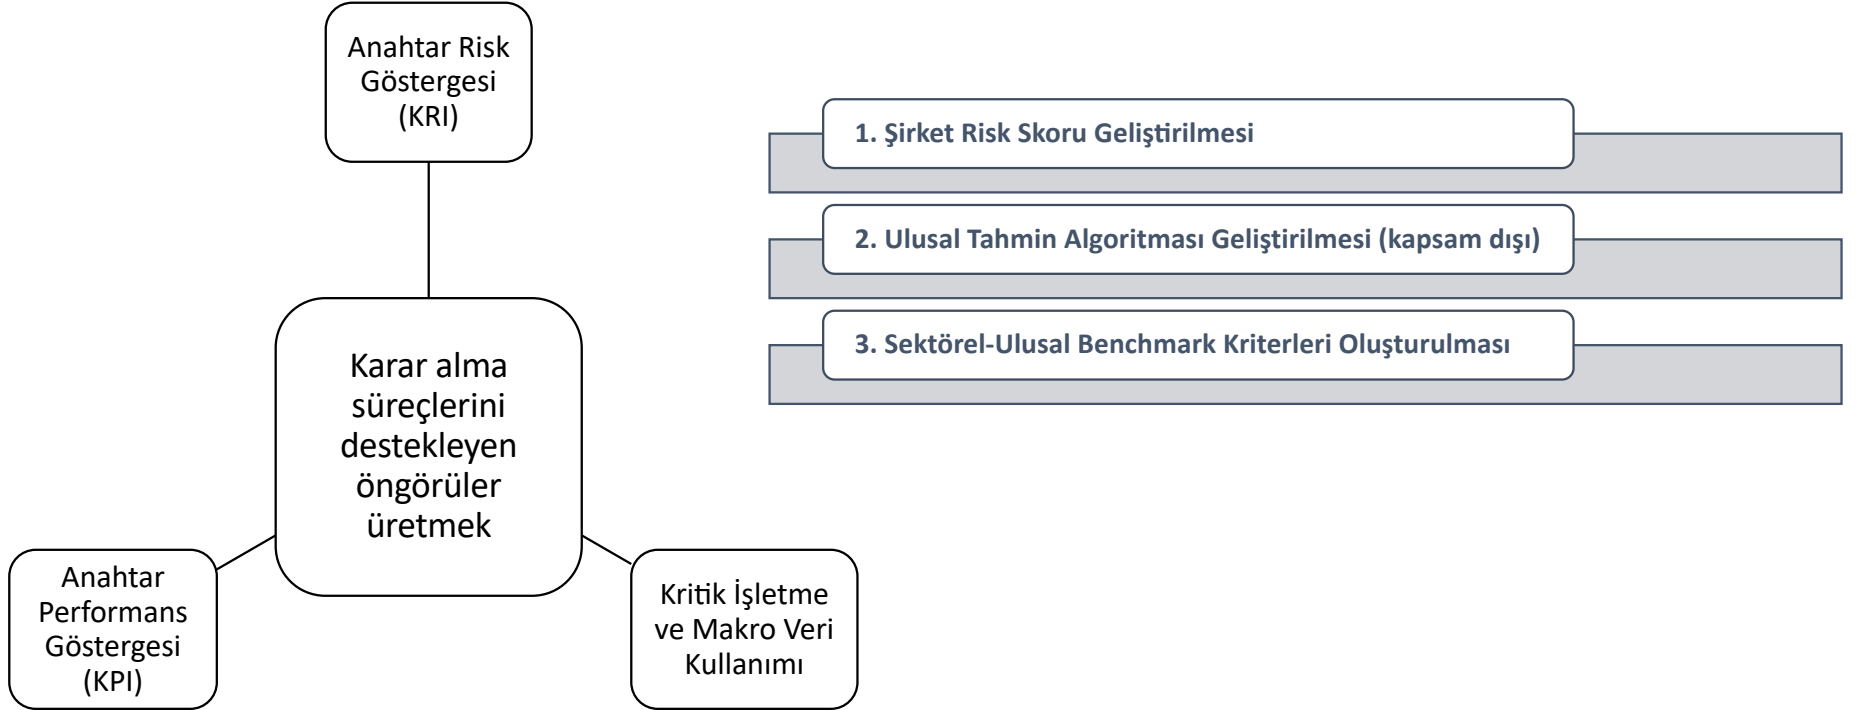 Anahtar Risk
Göstergesi
(KRI)
Karar alma
süreçlerini
destekleyen
öngörüler
üretmek
Anahtar
Performans
Göstergesi
(KPI)
Kritik İşletme
ve Makro Veri
Kullanımı
1. Şirket Risk Skoru Geliştirilmesi
2. Ulusal Tahmin Algoritması Geliştirilmesi (kapsam dışı)
3. Sektörel-Ulusal Benchmark Kriterleri Oluşturulması